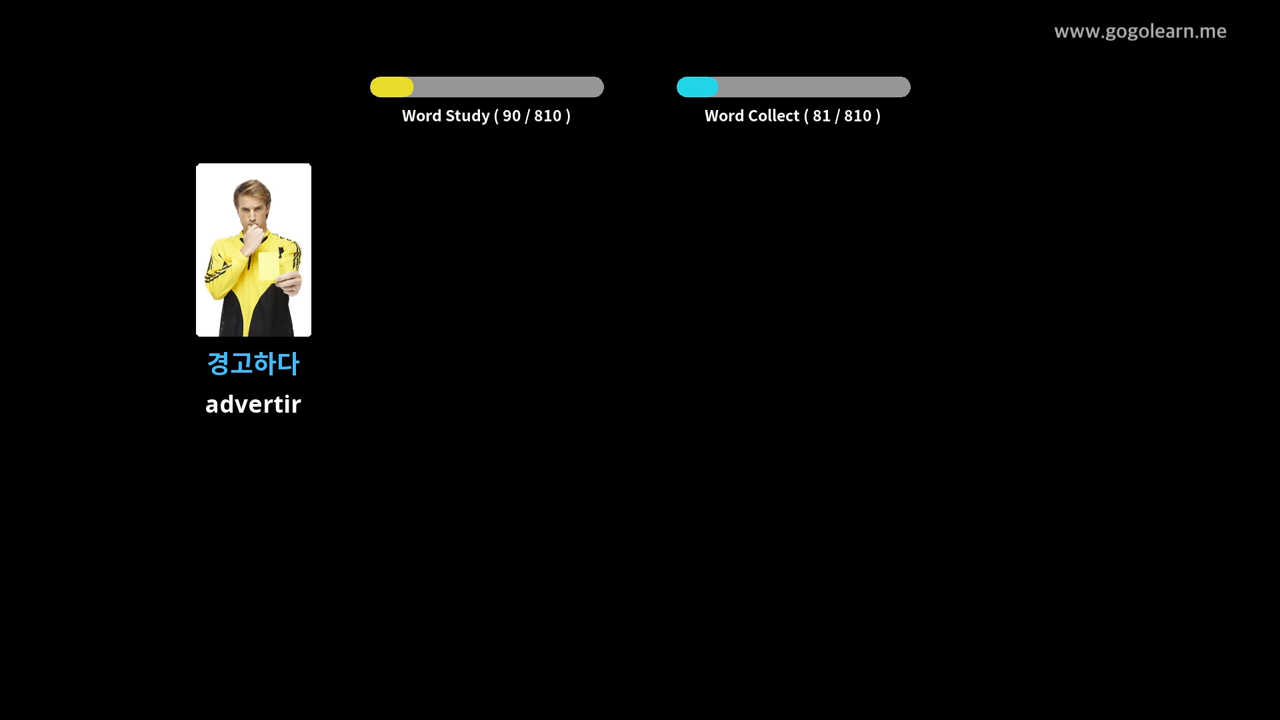 www.gogolearn.me
Word Study ( 90 / 810 )
Word Collect ( 81 / 810 )
경고하다
advertir